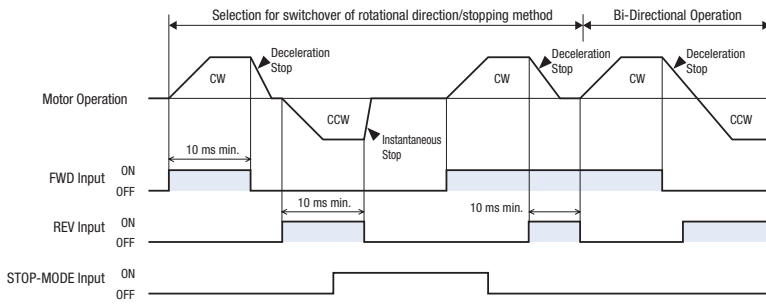 Selection for switchover of rotational direction/stopping method
Bi-Directional Operation
Deceleration
Stop
Deceleration
Stop
Deceleration
Stop
CW
CW
CW
Motor Operation
CCW
CCW
Instantaneous
Stop
10 ms min.
FWD Input
ON
OFF
10 ms min.
10 ms min.
REV Input
ON
OFF
STOP-MODE Input
ON
OFF